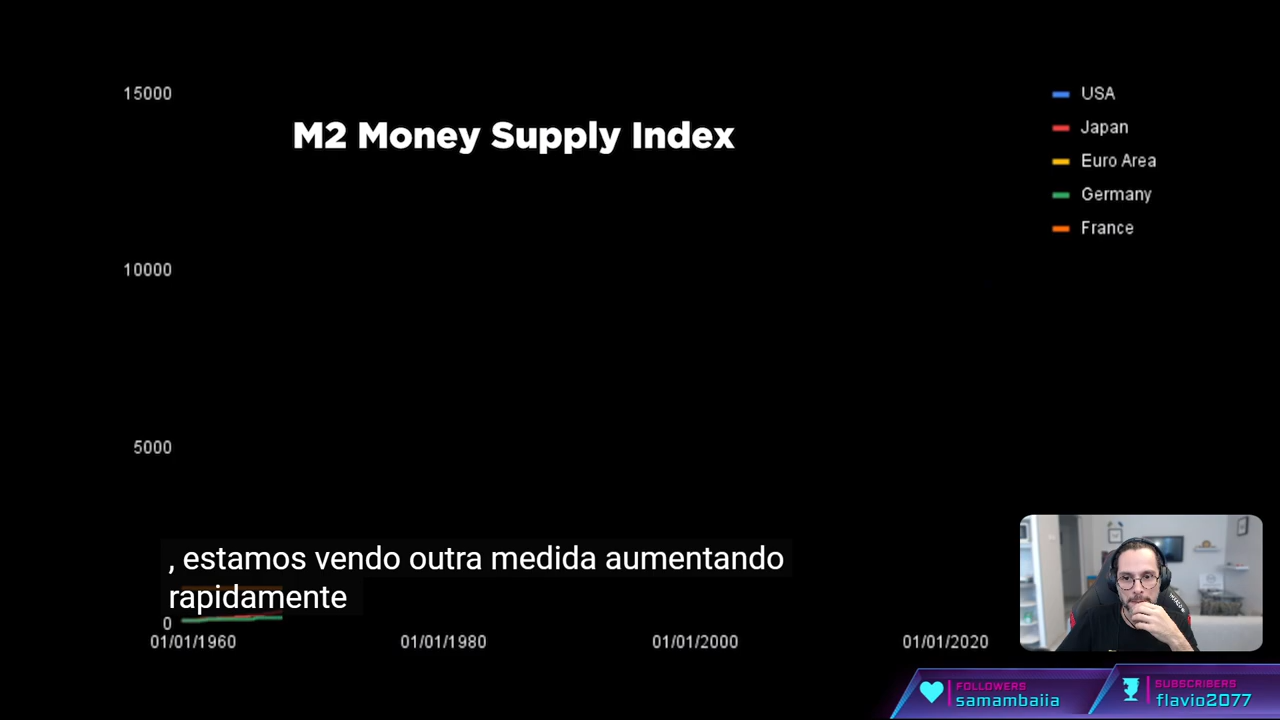 15000
M2 Money Supply Index
USA
Japan
Euro Area
Germany
France
10000
5000
, estamos vendo outra medida aumentando
rapidamente
0
01/01/1960
01/01/1980
01/01/2000
01/01/2020
FOLLOWERS
samambaiia
SUBSCRIBERS
flavio2077